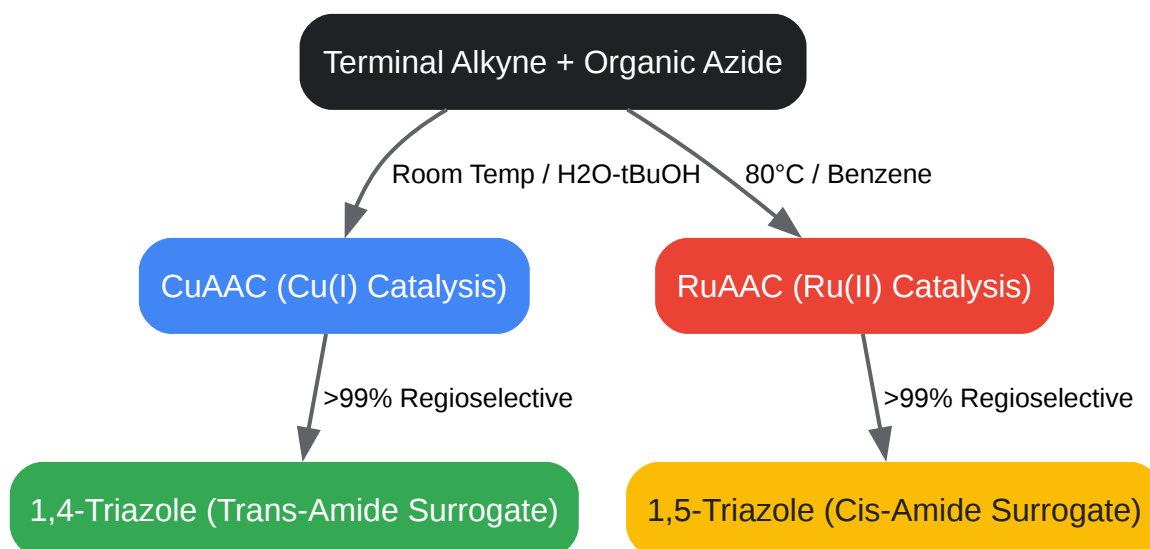 Terminal Alkyne + Organic Azide
Room Temp / H2O-tBuOH
80°C / Benzene
CuAAC (Cu(I) Catalysis)
RuAAC (Ru(II) Catalysis)
>99% Regioselective
>99% Regioselective
1,4-Triazole (Trans-Amide Surrogate)
1,5-Triazole (Cis-Amide Surrogate)